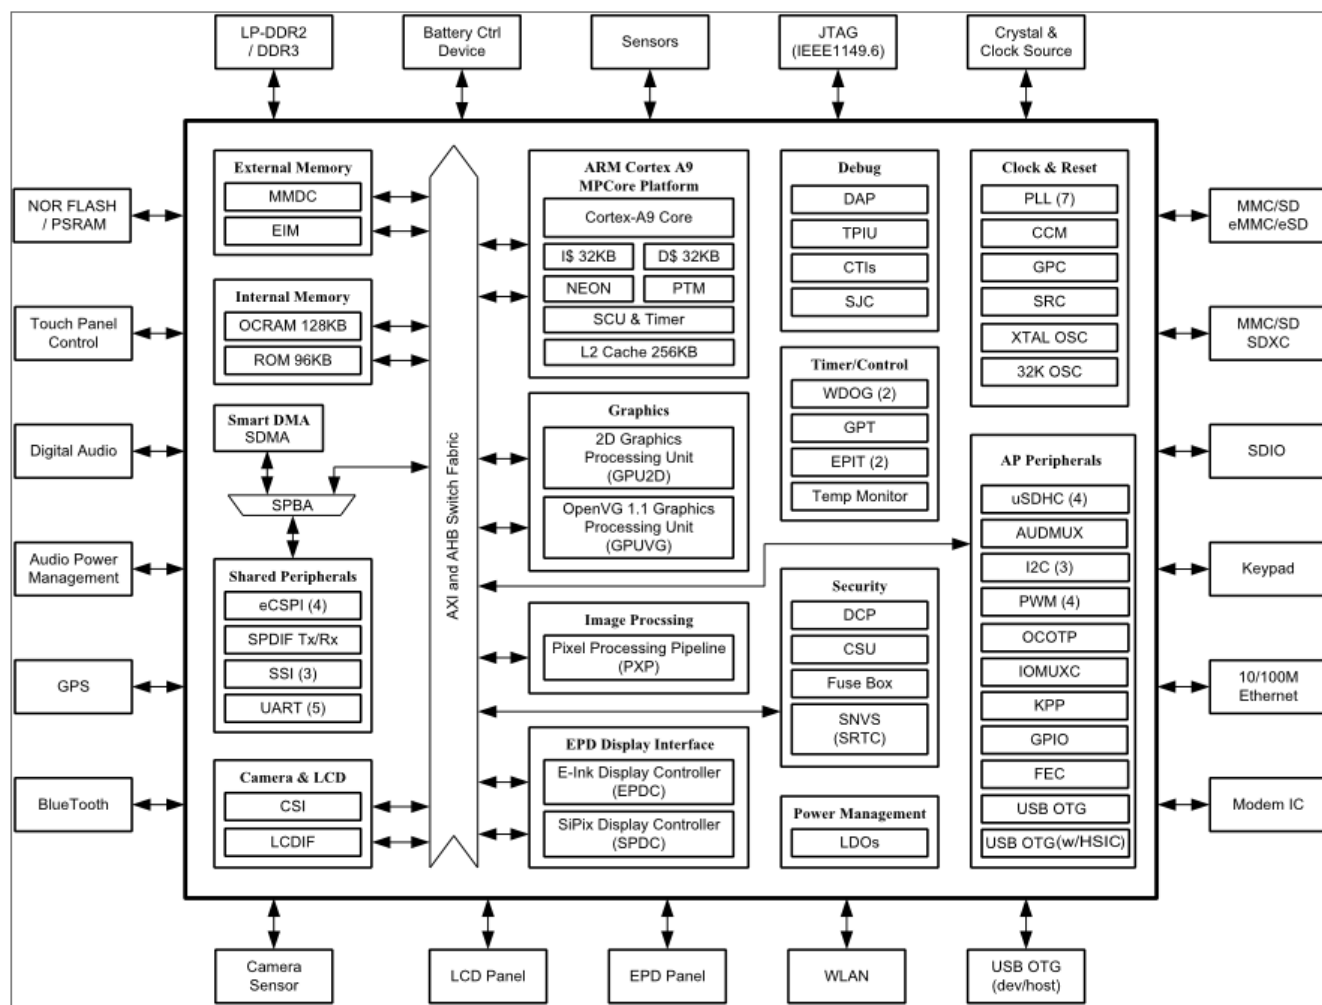 LP-DDR2
/ DDR3
Battery Ctrl
Device
Sensors
JTAG
(IEEE1149.6)
Crystal &
Clock Source
NOR FLASH
/ PSRAM
Touch Panel
Control
Digital Audio
Audio Power
Management
GPS
BlueTooth
External Memory
MMDC
EIM
Internal Memory
OCRAM 128KB
ROM 96KB
Smart DMA
SDMA
SPBA
Shared Peripherals
eCSPI (4)
SPDIF Tx/Rx
SSI (3)
UART (5)
Camera & LCD
CSI
LCDIF
AXI and AHB Switch Fabric
ARM Cortex A9
MPCore Platform
Cortex-A9 Core
I$ 32KB
D$ 32KB
NEON
PTM
SCU & Timer
L2 Cache 256KB
Graphics
2D Graphics
Processing Unit
(GPU2D)
OpenVG 1.1 Graphics
Processing Unit
(GPUVG)
Image Procssing
Pixel Processing Pipeline
(PXP)
EPD Display Interface
E-Ink Display Controller
(EPDC)
SiPix Display Controller
(SPDC)
Debug
DAP
TPIU
CTIs
SJC
Timer/Control
WDOG (2)
GPT
EPIT (2)
Temp Monitor
Security
DCP
CSU
Fuse Box
SNVS
(SRTC)
Power Management
LDOs
Clock & Reset
PLL (7)
CCM
GPC
SRC
XTAL OSC
32K OSC
AP Peripherals
uSDHC (4)
AUDMUX
I2C (3)
PWM (4)
OCOTP
IOMUXC
KPP
GPIO
FEC
USB OTG
USB OTG(w/HSIC)
MMC/SD
eMMC/eSD
MMC/SD
SDXC
SDIO
Keypad
10/100M
Ethernet
Modem IC
Camera
Sensor
LCD Panel
EPD Panel
WLAN
USB OTG
(dev/host)